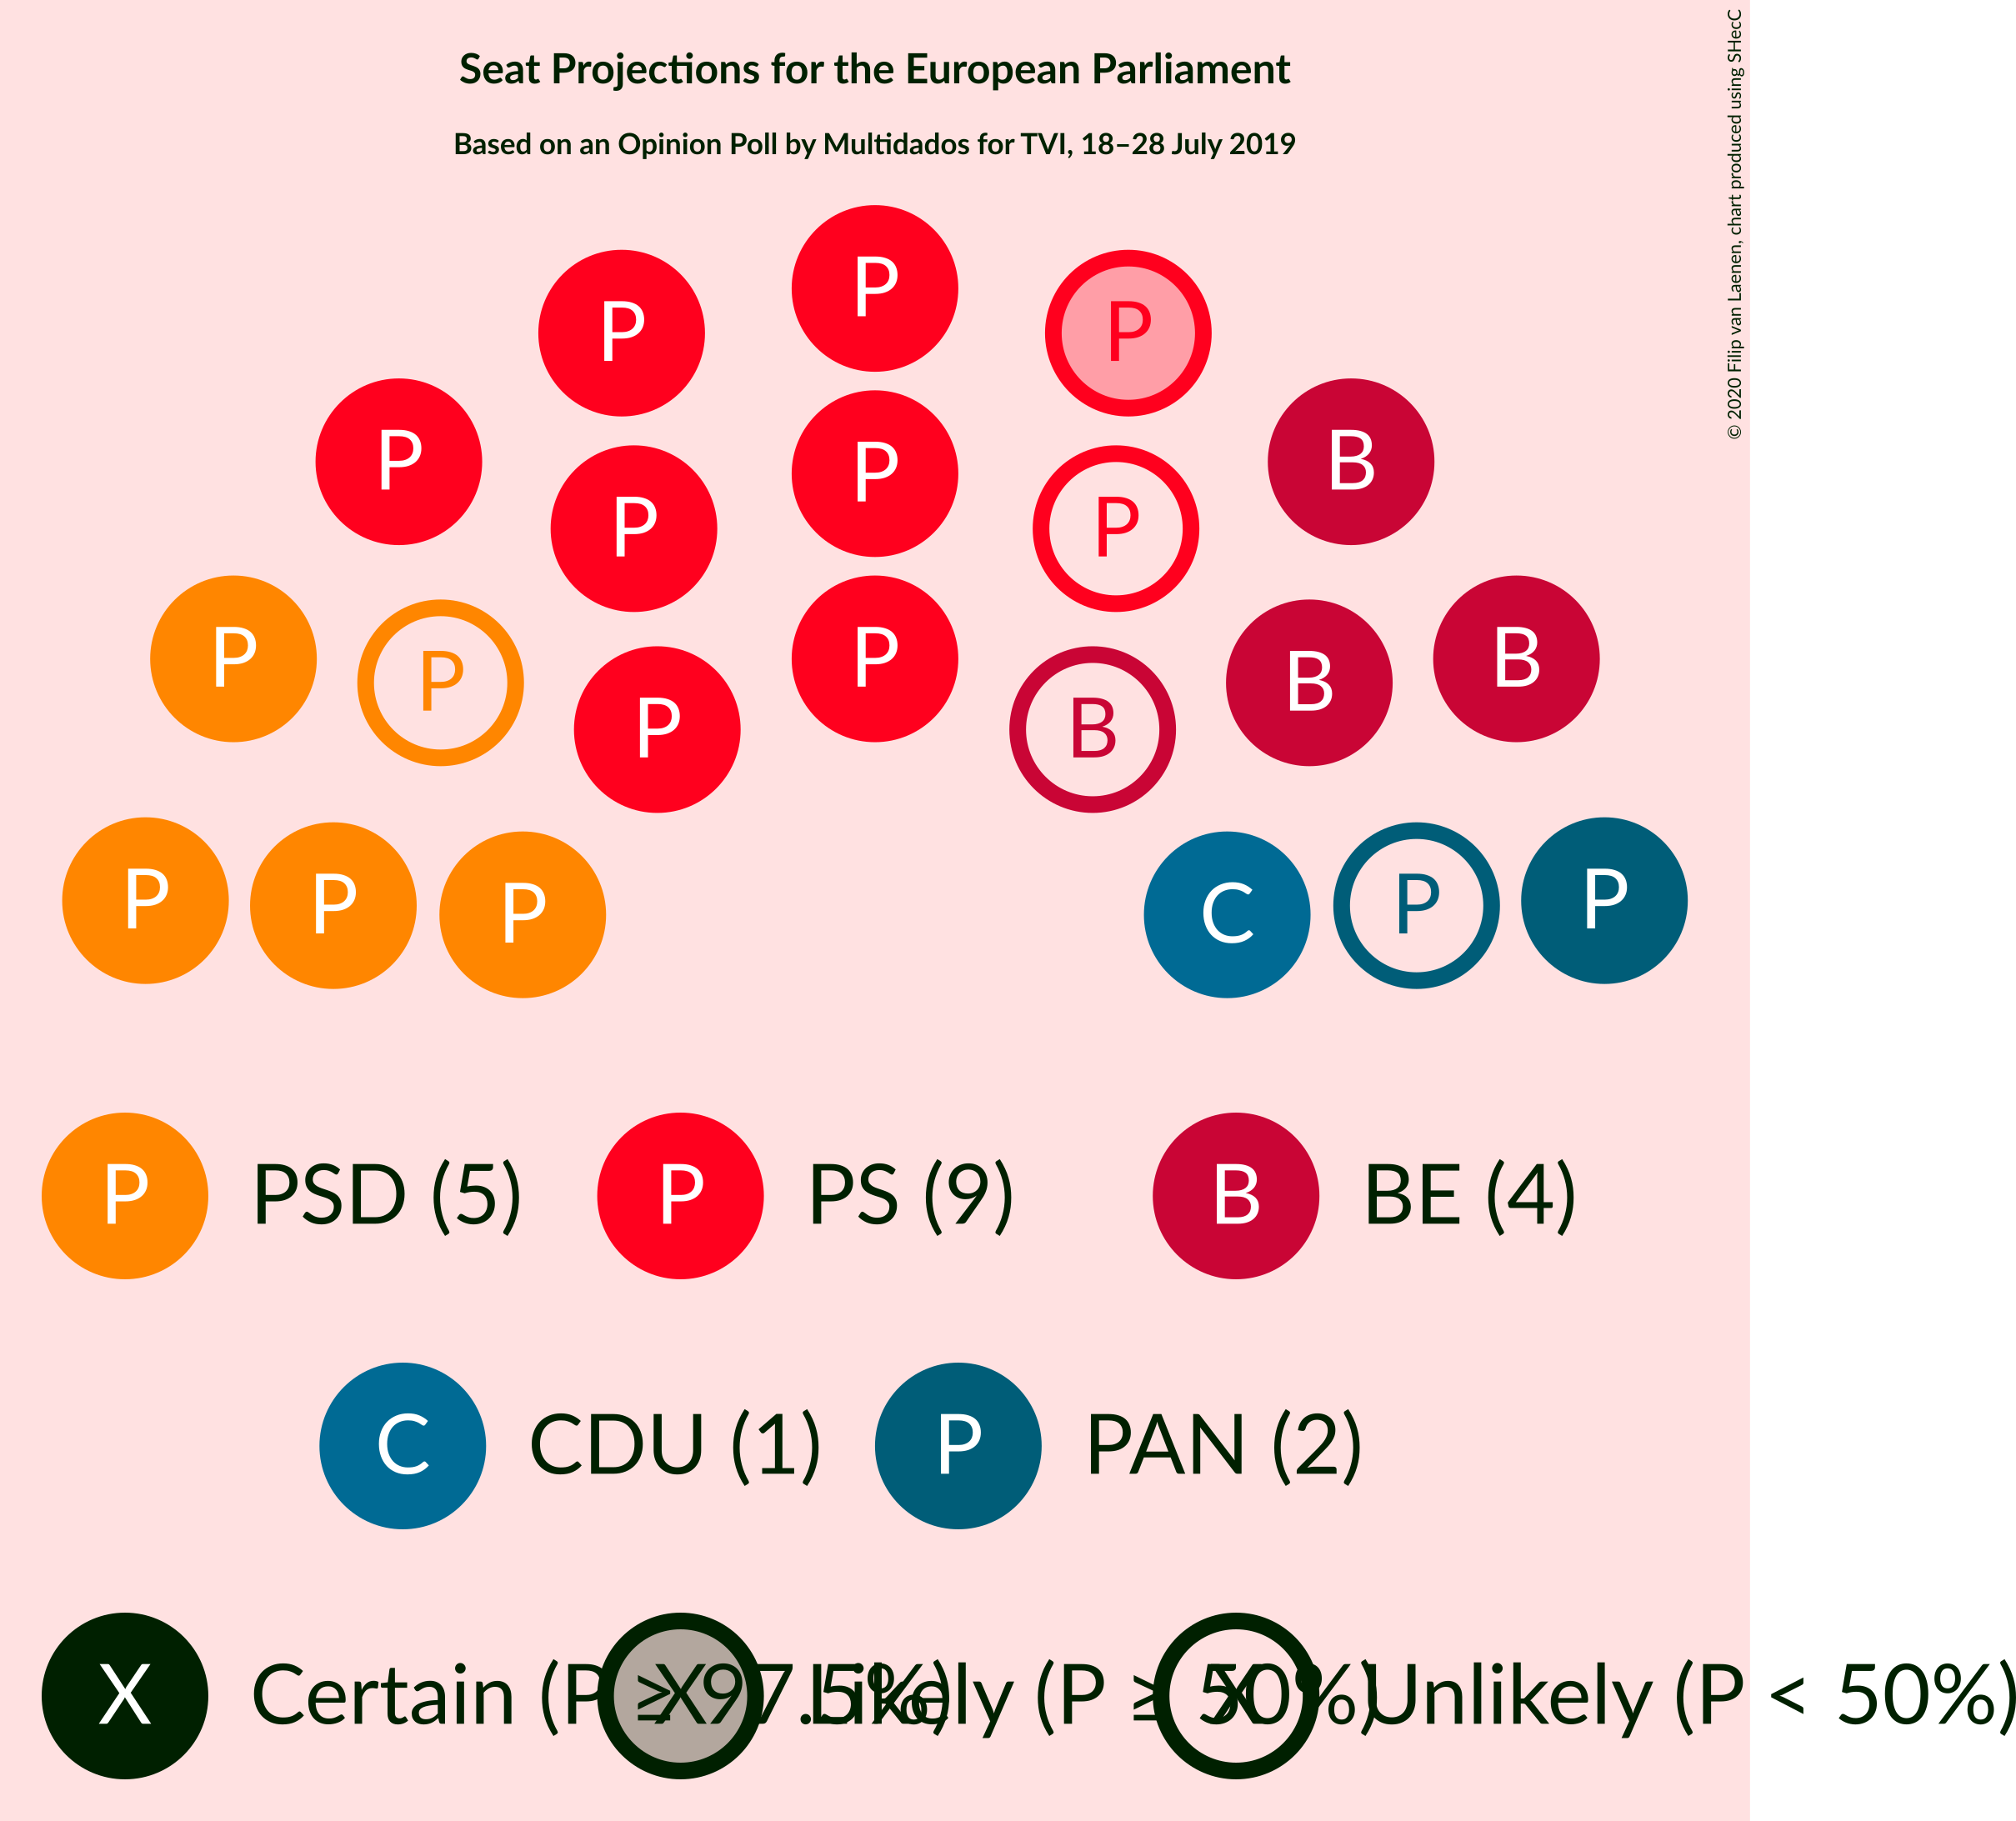 Seat Projections for the European Parliament
Based on an Opinion Poll by Multidados for TVI, 18–28 July 2019
© 2020 Filip van Laenen, chart produced using SHecC
P
P P
P B
P
P P
P P B
P P B
P B
P P P C P P
P PSD (5) P PS (9) B BE (4)
C CDU (1) P PAN (2)
X Certain (P ≥ 97.5%) X Likely (P ≥ 50%) X Unlikely (P < 50%)